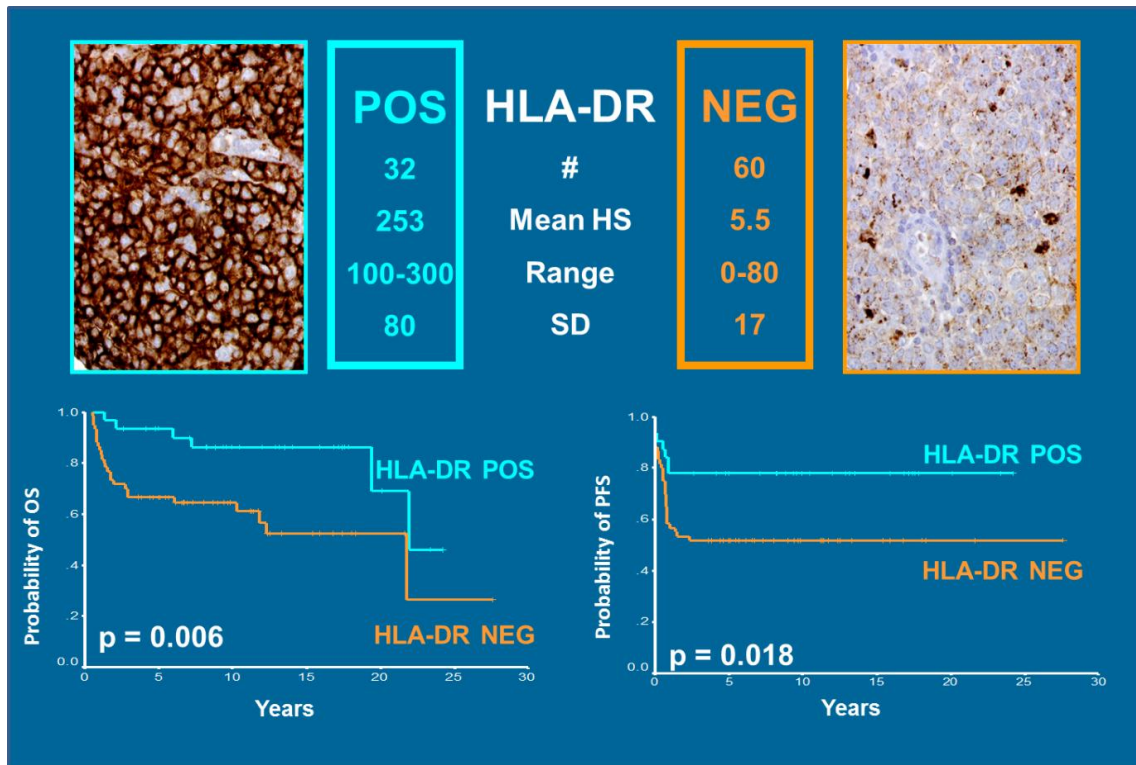 POS HLA-DR NEG
32 # 60
253 Mean HS 5.5
100-300 Range 0-80
80 SD 17
Probability of OS
1.0
.8
.6
.4
.2
0.0
0 5 10 15 20 25 30
HLA-DR POS
HLA-DR NEG
p = 0.006
Years
Probability of PFS
1.0
.8
.6
.4
.2
0.0
0 5 10 15 20 25 30
HLA-DR POS
HLA-DR NEG
p = 0.018
Years